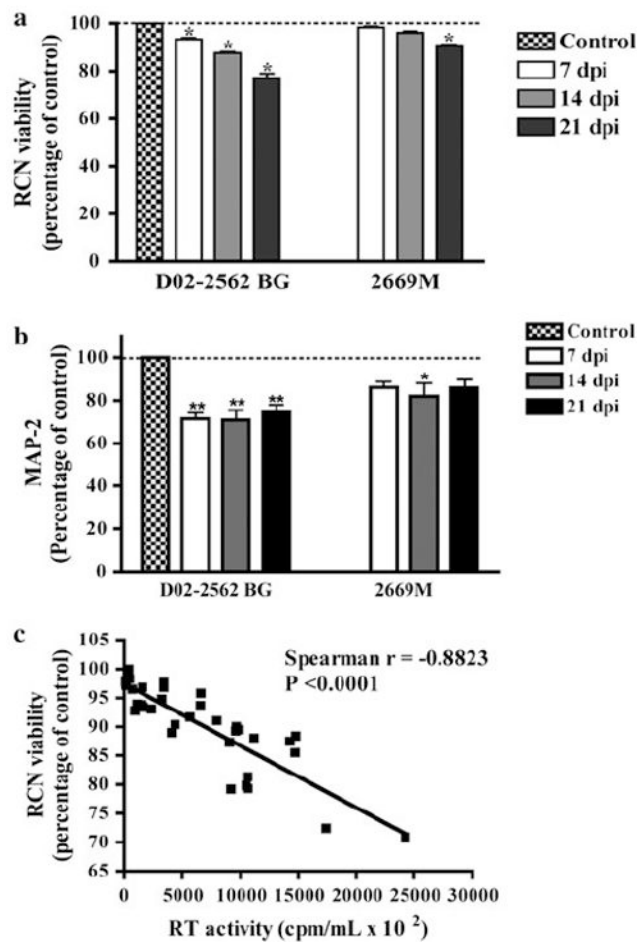 a
RCN viability
(percentage of control)
100
80
60
40
20
0
* * * *
D02-2562 BG 2669M
Control
7 dpi
14 dpi
21 dpi
b
MAP-2
(Percentage of control)
100
80
60
40
20
0
** ** ** *
D02-2562 BG 2669M
Control
7 dpi
14 dpi
21 dpi
c
RCN viability
(percentage of control)
105
100
95
90
85
80
75
70
65
Spearman r = -0.8823
P <0.0001
0 5000 10000 15000 20000 25000 30000
RT activity (cpm/mL x 10²)